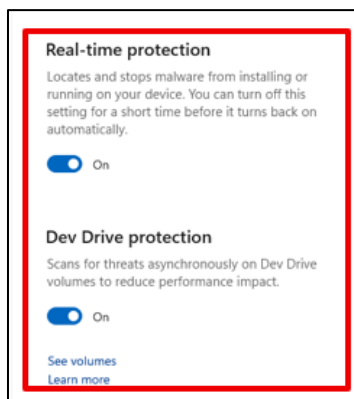 Real-time protection
Locates and stops malware from installing or
running on your device. You can turn off this
setting for a short time before it turns back on
automatically.
On
Dev Drive protection
Scans for threats asynchronously on Dev Drive
volumes to reduce performance impact.
On
See volumes
Learn more